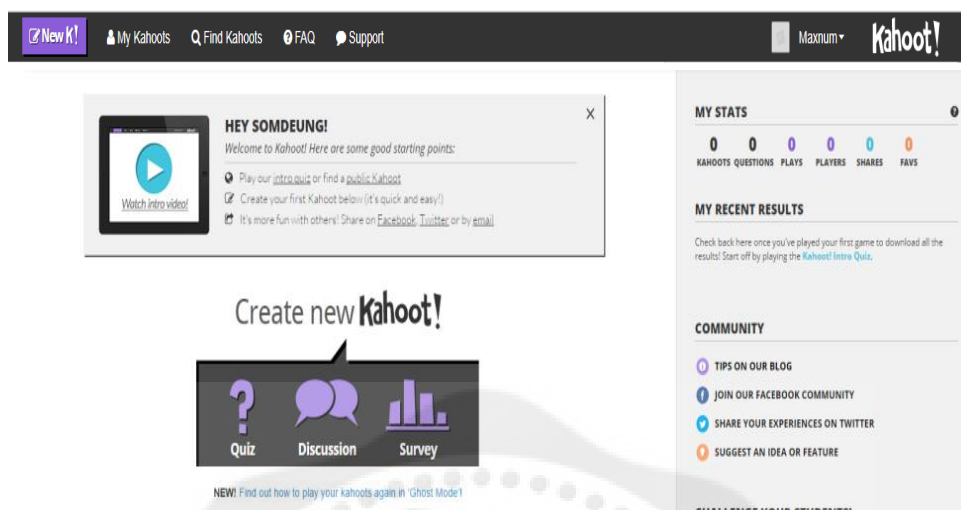 New K!
My Kahoots
Find Kahoots
FAQ
Support
Maxnum
Kahoot!
HEY SOMDEUNG!
X
Welcome to Kahoot! Here are some good starting points:
Play our intro quiz or find a public Kahoot
Create your first Kahoot below (it's quick and easy!)
It's more fun with others! Share on Facebook, Twitter or by email
Watch intro video!
Create new Kahoot!
Quiz Discussion Survey
NEW! Find out how to play your kahoots again in 'Ghost Mode'!
MY STATS
0 0 0 0 0 0
KAHOOTS QUESTIONS PLAYS PLAYERS SHARES FAVS
MY RECENT RESULTS
Check back here once you've played your first game to download all the
results! Start off by playing the Kahoot! Intro Quiz.
COMMUNITY
TIPS ON OUR BLOG
JOIN OUR FACEBOOK COMMUNITY
SHARE YOUR EXPERIENCES ON TWITTER
SUGGEST AN IDEA OR FEATURE